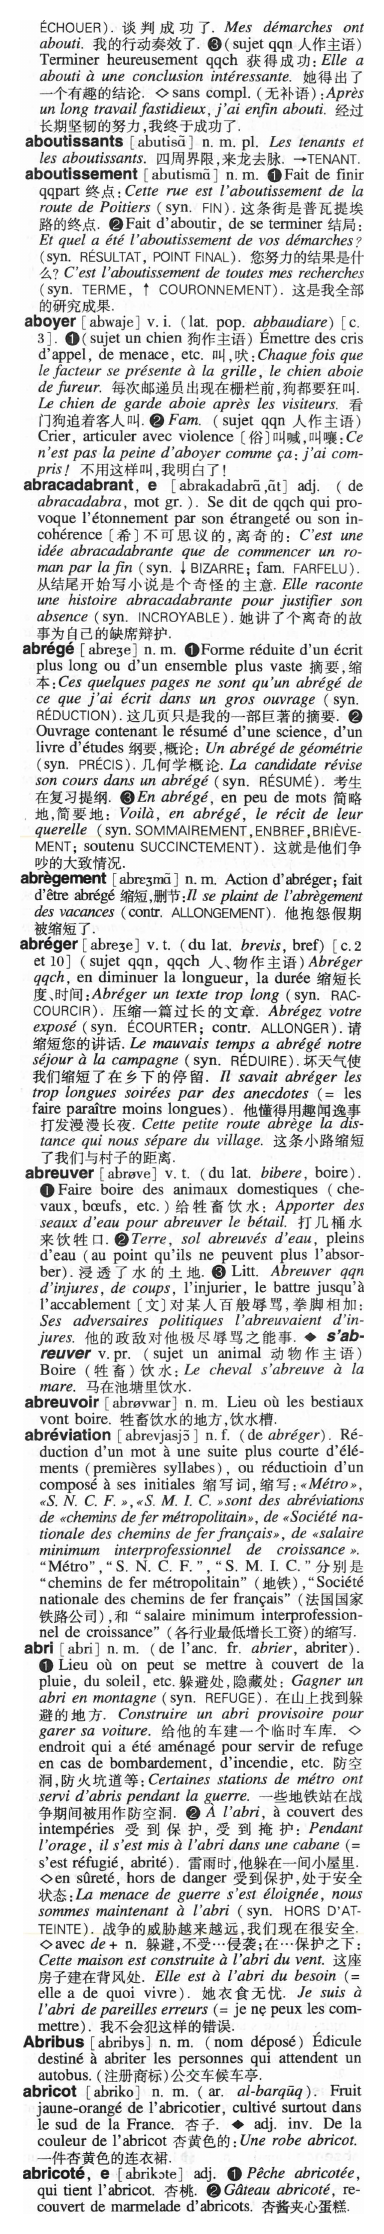 ÉCHOUER). 谈判成功了. Mes démarches ont
abouti. 我的行动奏效了. ❸(sujet qqn 人作主语)
Terminer heureusement qqch 获得成功: Elle a
abouti à une conclusion intéressante. 她得出了
一个有趣的结论. ◇sans compl. (无补语): Après
un long travail fastidieux, j'ai enfin abouti. 经过
长期坚韧的努力,我终于成功了.
aboutissants [abutisɑ̃] n. m. pl. Les tenants et
les aboutissants. 四周界限,来龙去脉. →TENANT.
aboutissement [abutismɑ̃] n. m. ❶Fait de finir
qqpart 终点: Cette rue est l'aboutissement de la
route de Poitiers (syn. FIN). 这条街是普瓦提埃
路的终点. ❷Fait d'aboutir, de se terminer 结局:
Et quel a été l'aboutissement de vos démarches?
(syn. RÉSULTAT, POINT FINAL). 您努力的结果是什
么? C'est l'aboutissement de toutes mes recherches
(syn. TERME, ↑ COURONNEMENT). 这是我全部
的研究成果.
aboyer [abwaje] v. i. (lat. pop. abbaudiare) [c.
3]. ❶(sujet un chien 狗作主语) Émettre des cris
d'appel, de menace, etc. 叫,吠: Chaque fois que
le facteur se présente à la grille, le chien aboie
de fureur. 每次邮递员出现在栅栏前,狗都要狂叫.
Le chien de garde aboie après les visiteurs. 看
门狗追着客人叫. ❷ Fam. (sujet qqn 人作主语)
Crier, articuler avec violence [俗]叫喊,叫嚷: Ce
n'est pas la peine d'aboyer comme ça: j'ai com-
pris! 不用这样叫,我明白了!
abracadabrant, e [abrakadabrɑ̃,ɑ̃t] adj. (de
abracadabra, mot gr.). Se dit de qqch qui pro-
voque l'étonnement par son étrangeté ou son in-
cohérence [希]不可思议的,离奇的: C'est une
idée abracadabrante que de commencer un ro-
man par la fin (syn. ↓BIZARRE; fam. FARFELU).
从结尾开始写小说是个奇怪的主意. Elle raconte
une histoire abracadabrante pour justifier son
absence (syn. INCROYABLE). 她讲了个离奇的故
事为自己的缺席辩护.
abrégé [abreʒe] n. m. ❶Forme réduite d'un écrit
plus long ou d'un ensemble plus vaste 摘要,缩
本: Ces quelques pages ne sont qu'un abrégé de
ce que j'ai écrit dans un gros ouvrage (syn.
RÉDUCTION). 这几页只是我的一部巨著的摘要. ❷
Ouvrage contenant le résumé d'une science, d'un
livre d'études 纲要,概论: Un abrégé de géométrie
(syn. PRÉCIS). 几何学概论. La candidate révise
son cours dans un abrégé (syn. RÉSUMÉ). 考生
在复习提纲. ❸En abrégé, en peu de mots 简略
地,简要地: Voilà, en abrégé, le récit de leur
querelle (syn. SOMMAIREMENT, ENBREF, BRIÈVE-
MENT; soutenu SUCCINCTEMENT). 这就是他们争
吵的大致情况.
abrègement [abrɛʒmɑ̃] n. m. Action d'abréger; fait
d'être abrégé 缩短,删节: Il se plaint de l'abrègement
des vacances (contr. ALLONGEMENT). 他抱怨假期
被缩短了.
abréger [abreʒe] v. t. (du lat. brevis, bref) [c. 2
et 10] (sujet qqn, qqch 人、物作主语) Abréger
qqch, en diminuer la longueur, la durée 缩短长
度、时间: Abréger un texte trop long (syn. RAC-
COURCIR). 压缩一篇过长的文章. Abrégez votre
exposé (syn. ÉCOURTER; contr. ALLONGER). 请
缩短您的讲话. Le mauvais temps a abrégé notre
séjour à la campagne (syn. RÉDUIRE). 坏天气使
我们缩短了在乡下的停留. Il savait abréger les
trop longues soirées par des anecdotes (= les
faire paraître moins longues). 他懂得用趣闻逸事
打发漫漫长夜. Cette petite route abrège la dis-
tance qui nous sépare du village. 这条小路缩短
了我们与村子的距离.
abreuver [abrøve] v. t. (du lat. bibere, boire).
❶Faire boire des animaux domestiques (che-
vaux, bœufs, etc.) 给牲畜饮水: Apporter des
seaux d'eau pour abreuver le bétail. 打几桶水
来饮牲口. ❷Terre, sol abreuvés d'eau, pleins
d'eau (au point qu'ils ne peuvent plus l'absor-
ber). 浸透了水的土地. ❸ Litt. Abreuver qqn
d'injures, de coups, l'injurier, le battre jusqu'à
l'accablement [文]对某人百般辱骂,拳脚相加:
Ses adversaires politiques l'abreuvaient d'in-
jures. 他的政敌对他极尽辱骂之能事. ◆ s'ab-
reuver v. pr. (sujet un animal 动物作主语)
Boire (牲畜)饮水: Le cheval s'abreuve à la
mare. 马在池塘里饮水.
abreuvoir [abrøvwar] n. m. Lieu où les bestiaux
vont boire. 牲畜饮水的地方,饮水槽.
abréviation [abrevjasjɔ̃] n. f. (de abréger). Ré-
duction d'un mot à une suite plus courte d'élé-
ments (premières syllabes), ou réductioin d'un
composé à ses initiales 缩写词,缩写: «Métro»,
«S. N. C. F. », «S. M. I. C. »sont des abréviations
de «chemins de fer métropolitain», de «Société na-
tionale des chemins de fer français», de «salaire
minimum interprofessionnel de croissance ».
"Métro", "S. N. C. F. ", "S. M. I. C. "分别是
"chemins de fer métropolitain" (地铁), "Société
nationale des chemins de fer français" (法国国家
铁路公司),和 "salaire minimum interprofession-
nel de croissance" (各行业最低增长工资)的缩写.
abri [abri] n. m. (de l'anc. fr. abrier, abriter).
❶ Lieu où on peut se mettre à couvert de la
pluie, du soleil, etc. 躲避处,隐藏处: Gagner un
abri en montagne (syn. REFUGE). 在山上找到躲
避的地方. Construire un abri provisoire pour
garer sa voiture. 给他的车建一个临时车库. ◇
endroit qui a été aménagé pour servir de refuge
en cas de bombardement, d'incendie, etc. 防空
洞,防火坑道等: Certaines stations de métro ont
servi d'abris pendant la guerre. 一些地铁站在战
争期间被用作防空洞. ❷ À l'abri, à couvert des
intempéries 受到保护,受到掩护: Pendant
l'orage, il s'est mis à l'abri dans une cabane (=
s'est réfugié, abrité). 雷雨时,他躲在一间小屋里.
◇en sûreté, hors de danger 受到保护,处于安全
状态: La menace de guerre s'est éloignée, nous
sommes maintenant à l'abri (syn. HORS D'AT-
TEINTE). 战争的威胁越来越远,我们现在很安全.
◇avec de + n. 躲避,不受…侵袭;在…保护之下:
Cette maison est construite à l'abri du vent. 这座
房子建在背风处. Elle est à l'abri du besoin (=
elle a de quoi vivre). 她衣食无忧. Je suis à
l'abri de pareilles erreurs (= je ne peux les com-
mettre). 我不会犯这样的错误.
Abribus [abribys] n. m. (nom déposé) Édicule
destiné à abriter les personnes qui attendent un
autobus. (注册商标)公交车候车亭.
abricot [abriko] n. m. (ar. al-barqūq). Fruit
jaune-orangé de l'abricotier, cultivé surtout dans
le sud de la France. 杏子. ◆ adj. inv. De la
couleur de l'abricot 杏黄色的: Une robe abricot.
一件杏黄色的连衣裙.
abricoté, e [abrikɔte] adj. ❶ Pêche abricotée,
qui tient l'abricot. 杏桃. ❷Gâteau abricoté, re-
couvert de marmelade d'abricots. 杏酱夹心蛋糕.